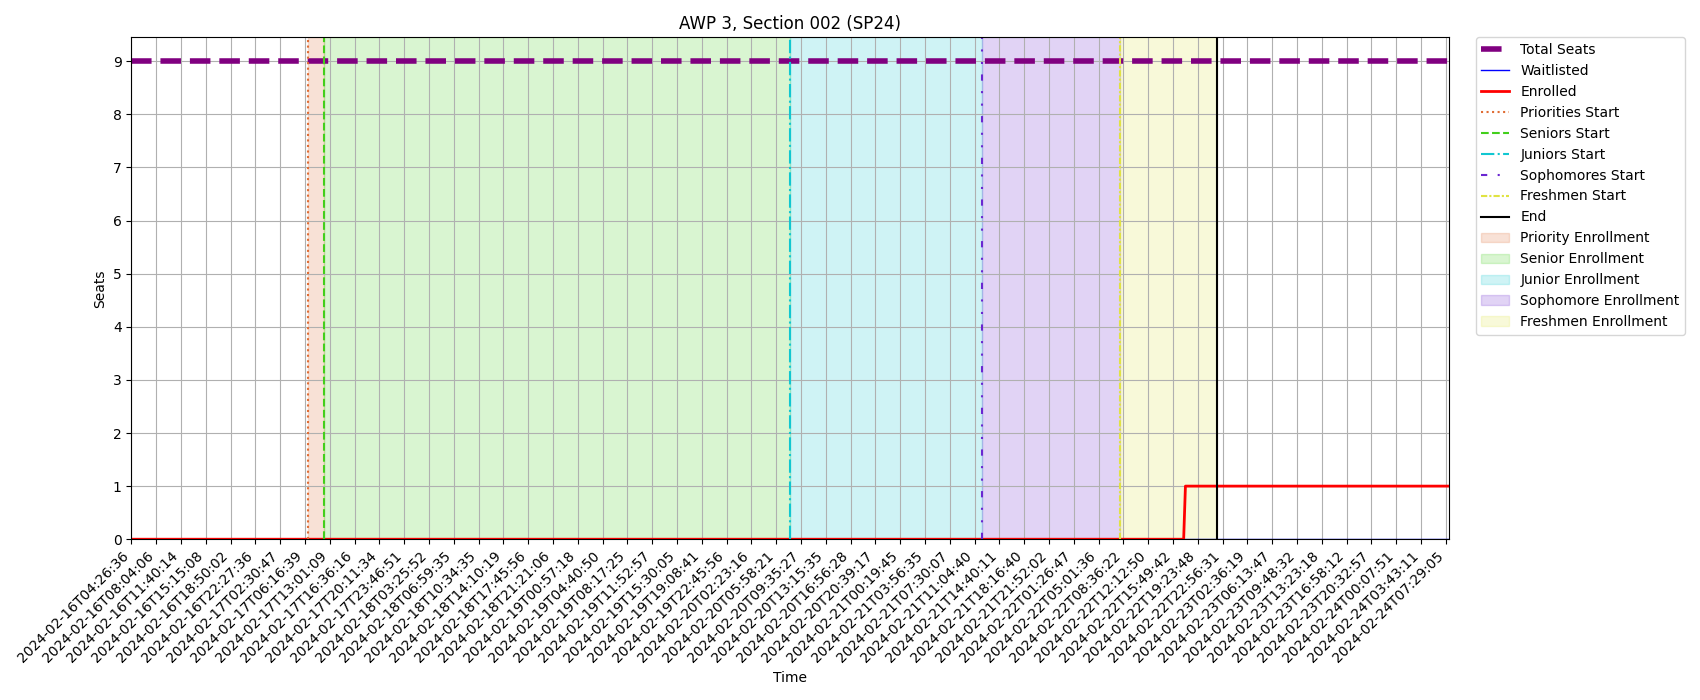 AWP 3, Section 002 (SP24)
Seats
9
8
7
6
5
4
3
2
1
0
2024-02-16T04:26:36
2024-02-16T08:04:06
2024-02-16T11:40:14
2024-02-16T15:15:08
2024-02-16T18:50:02
2024-02-16T22:27:36
2024-02-17T02:30:47
2024-02-17T06:16:39
2024-02-17T13:01:09
2024-02-17T16:36:16
2024-02-17T20:11:34
2024-02-17T23:46:51
2024-02-18T03:25:52
2024-02-18T06:59:35
2024-02-18T10:34:35
2024-02-18T14:10:19
2024-02-18T17:45:56
2024-02-18T21:21:06
2024-02-19T00:57:18
2024-02-19T04:40:50
2024-02-19T08:17:25
2024-02-19T11:52:57
2024-02-19T15:30:05
2024-02-19T19:08:41
2024-02-19T22:45:56
2024-02-20T02:23:16
2024-02-20T05:58:21
2024-02-20T09:35:27
2024-02-20T13:15:35
2024-02-20T16:56:28
2024-02-20T20:39:17
2024-02-21T00:19:45
2024-02-21T03:56:35
2024-02-21T07:30:07
2024-02-21T11:04:40
2024-02-21T14:40:11
2024-02-21T18:16:40
2024-02-21T21:52:02
2024-02-22T01:26:47
2024-02-22T05:01:36
2024-02-22T08:36:22
2024-02-22T12:12:50
2024-02-22T15:49:42
2024-02-22T19:23:48
2024-02-22T22:56:31
2024-02-23T02:36:19
2024-02-23T06:13:47
2024-02-23T09:48:32
2024-02-23T13:23:18
2024-02-23T16:58:12
2024-02-23T20:32:57
2024-02-24T00:07:51
2024-02-24T03:43:11
2024-02-24T07:29:05
Time
Total Seats
Waitlisted
Enrolled
Priorities Start
Seniors Start
Juniors Start
Sophomores Start
Freshmen Start
End
Priority Enrollment
Senior Enrollment
Junior Enrollment
Sophomore Enrollment
Freshmen Enrollment